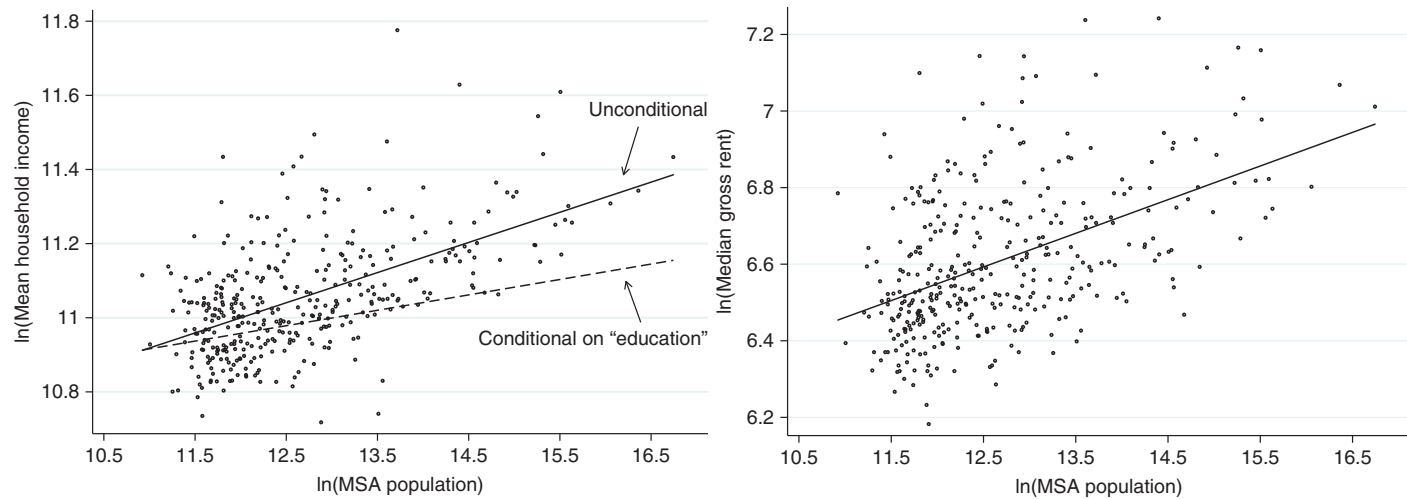 11.8
11.6
11.4
11.2
11
10.8
ln(Mean household income)
Unconditional
Conditional on “education”
10.5 11.5 12.5 13.5 14.5 15.5 16.5
ln(MSA population)
7.2
7
6.8
6.6
6.4
6.2
ln(Median gross rent)
10.5 11.5 12.5 13.5 14.5 15.5 16.5
ln(MSA population)